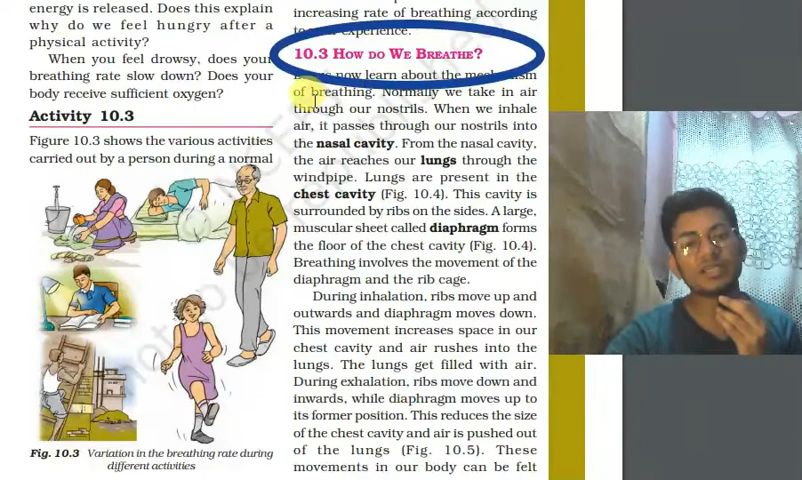 energy is released. Does this explain
why do we feel hungry after a
physical activity?
When you feel drowsy, does your
breathing rate slow down? Does your
body receive sufficient oxygen?
Activity 10.3
Figure 10.3 shows the various activities
carried out by a person during a normal
Fig. 10.3 Variation in the breathing rate during
different activities
increasing rate of breathing according
to experience.
10.3 HOW DO WE BREATHE?
now learn about the
of breathing. Normally we take in air
through our nostrils. When we inhale
air, it passes through our nostrils into
the nasal cavity. From the nasal cavity,
the air reaches our lungs through the
windpipe. Lungs are present in the
chest cavity (Fig. 10.4). This cavity is
surrounded by ribs on the sides. A large,
muscular sheet called diaphragm forms
the floor of the chest cavity (Fig. 10.4).
Breathing involves the movement of the
diaphragm and the rib cage.
During inhalation, ribs move up and
outwards and diaphragm moves down.
This movement increases space in our
chest cavity and air rushes into the
lungs. The lungs get filled with air.
During exhalation, ribs move down and
inwards, while diaphragm moves up to
its former position. This reduces the size
of the chest cavity and air is pushed out
of the lungs (Fig. 10.5). These
movements in our body can be felt